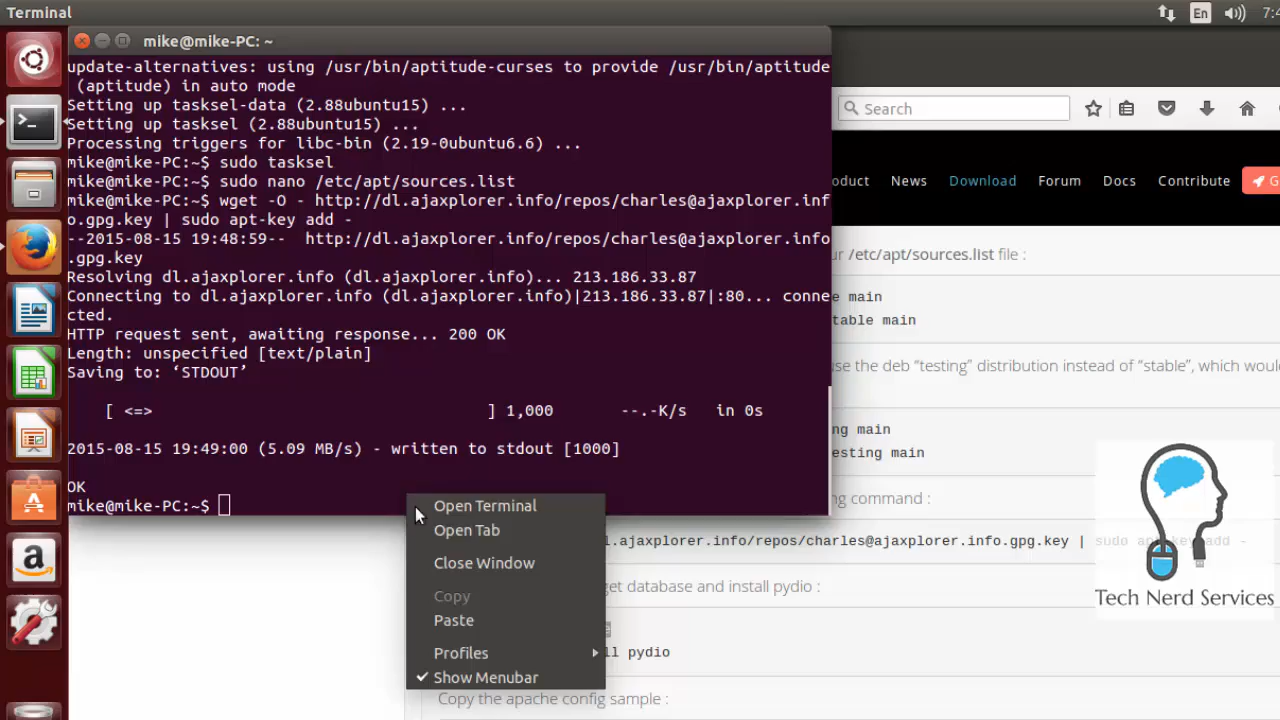 Terminal
En
7:4
mike@mike-PC: ~
update-alternatives: using /usr/bin/aptitude-curses to provide /usr/bin/aptitude
(aptitude) in auto mode
Setting up tasksel-data (2.88ubuntu15) ...
Setting up tasksel (2.88ubuntu15) ...
Processing triggers for libc-bin (2.19-0ubuntu6.6) ...
mike@mike-PC:~$ sudo tasksel
mike@mike-PC:~$ sudo nano /etc/apt/sources.list
mike@mike-PC:~$ wget -O - http://dl.ajaxplorer.info/repos/charles@ajaxplorer.inf
o.gpg.key | sudo apt-key add -
--2015-08-15 19:48:59--  http://dl.ajaxplorer.info/repos/charles@ajaxplorer.info
.gpg.key
Resolving dl.ajaxplorer.info (dl.ajaxplorer.info)... 213.186.33.87
Connecting to dl.ajaxplorer.info (dl.ajaxplorer.info)|213.186.33.87|:80... conne
cted.
HTTP request sent, awaiting response... 200 OK
Length: unspecified [text/plain]
Saving to: ‘STDOUT’
[ <=> ] 1,000 --.-K/s in 0s
2015-08-15 19:49:00 (5.09 MB/s) - written to stdout [1000]
OK
mike@mike-PC:~$
Open Terminal
Open Tab
Close Window
Copy
Paste
Profiles
Show Menubar
Search
oduct News Download Forum Docs Contribute G
ur /etc/apt/sources.list file :
e main
table main
use the deb “testing” distribution instead of “stable”, which would
ng main
esting main
ng command :
l.ajaxplorer.info/repos/charles@ajaxplorer.info.gpg.key | sudo apt-key add -
get database and install pydio :
ll pydio
Copy the apache config sample :
Tech Nerd Services